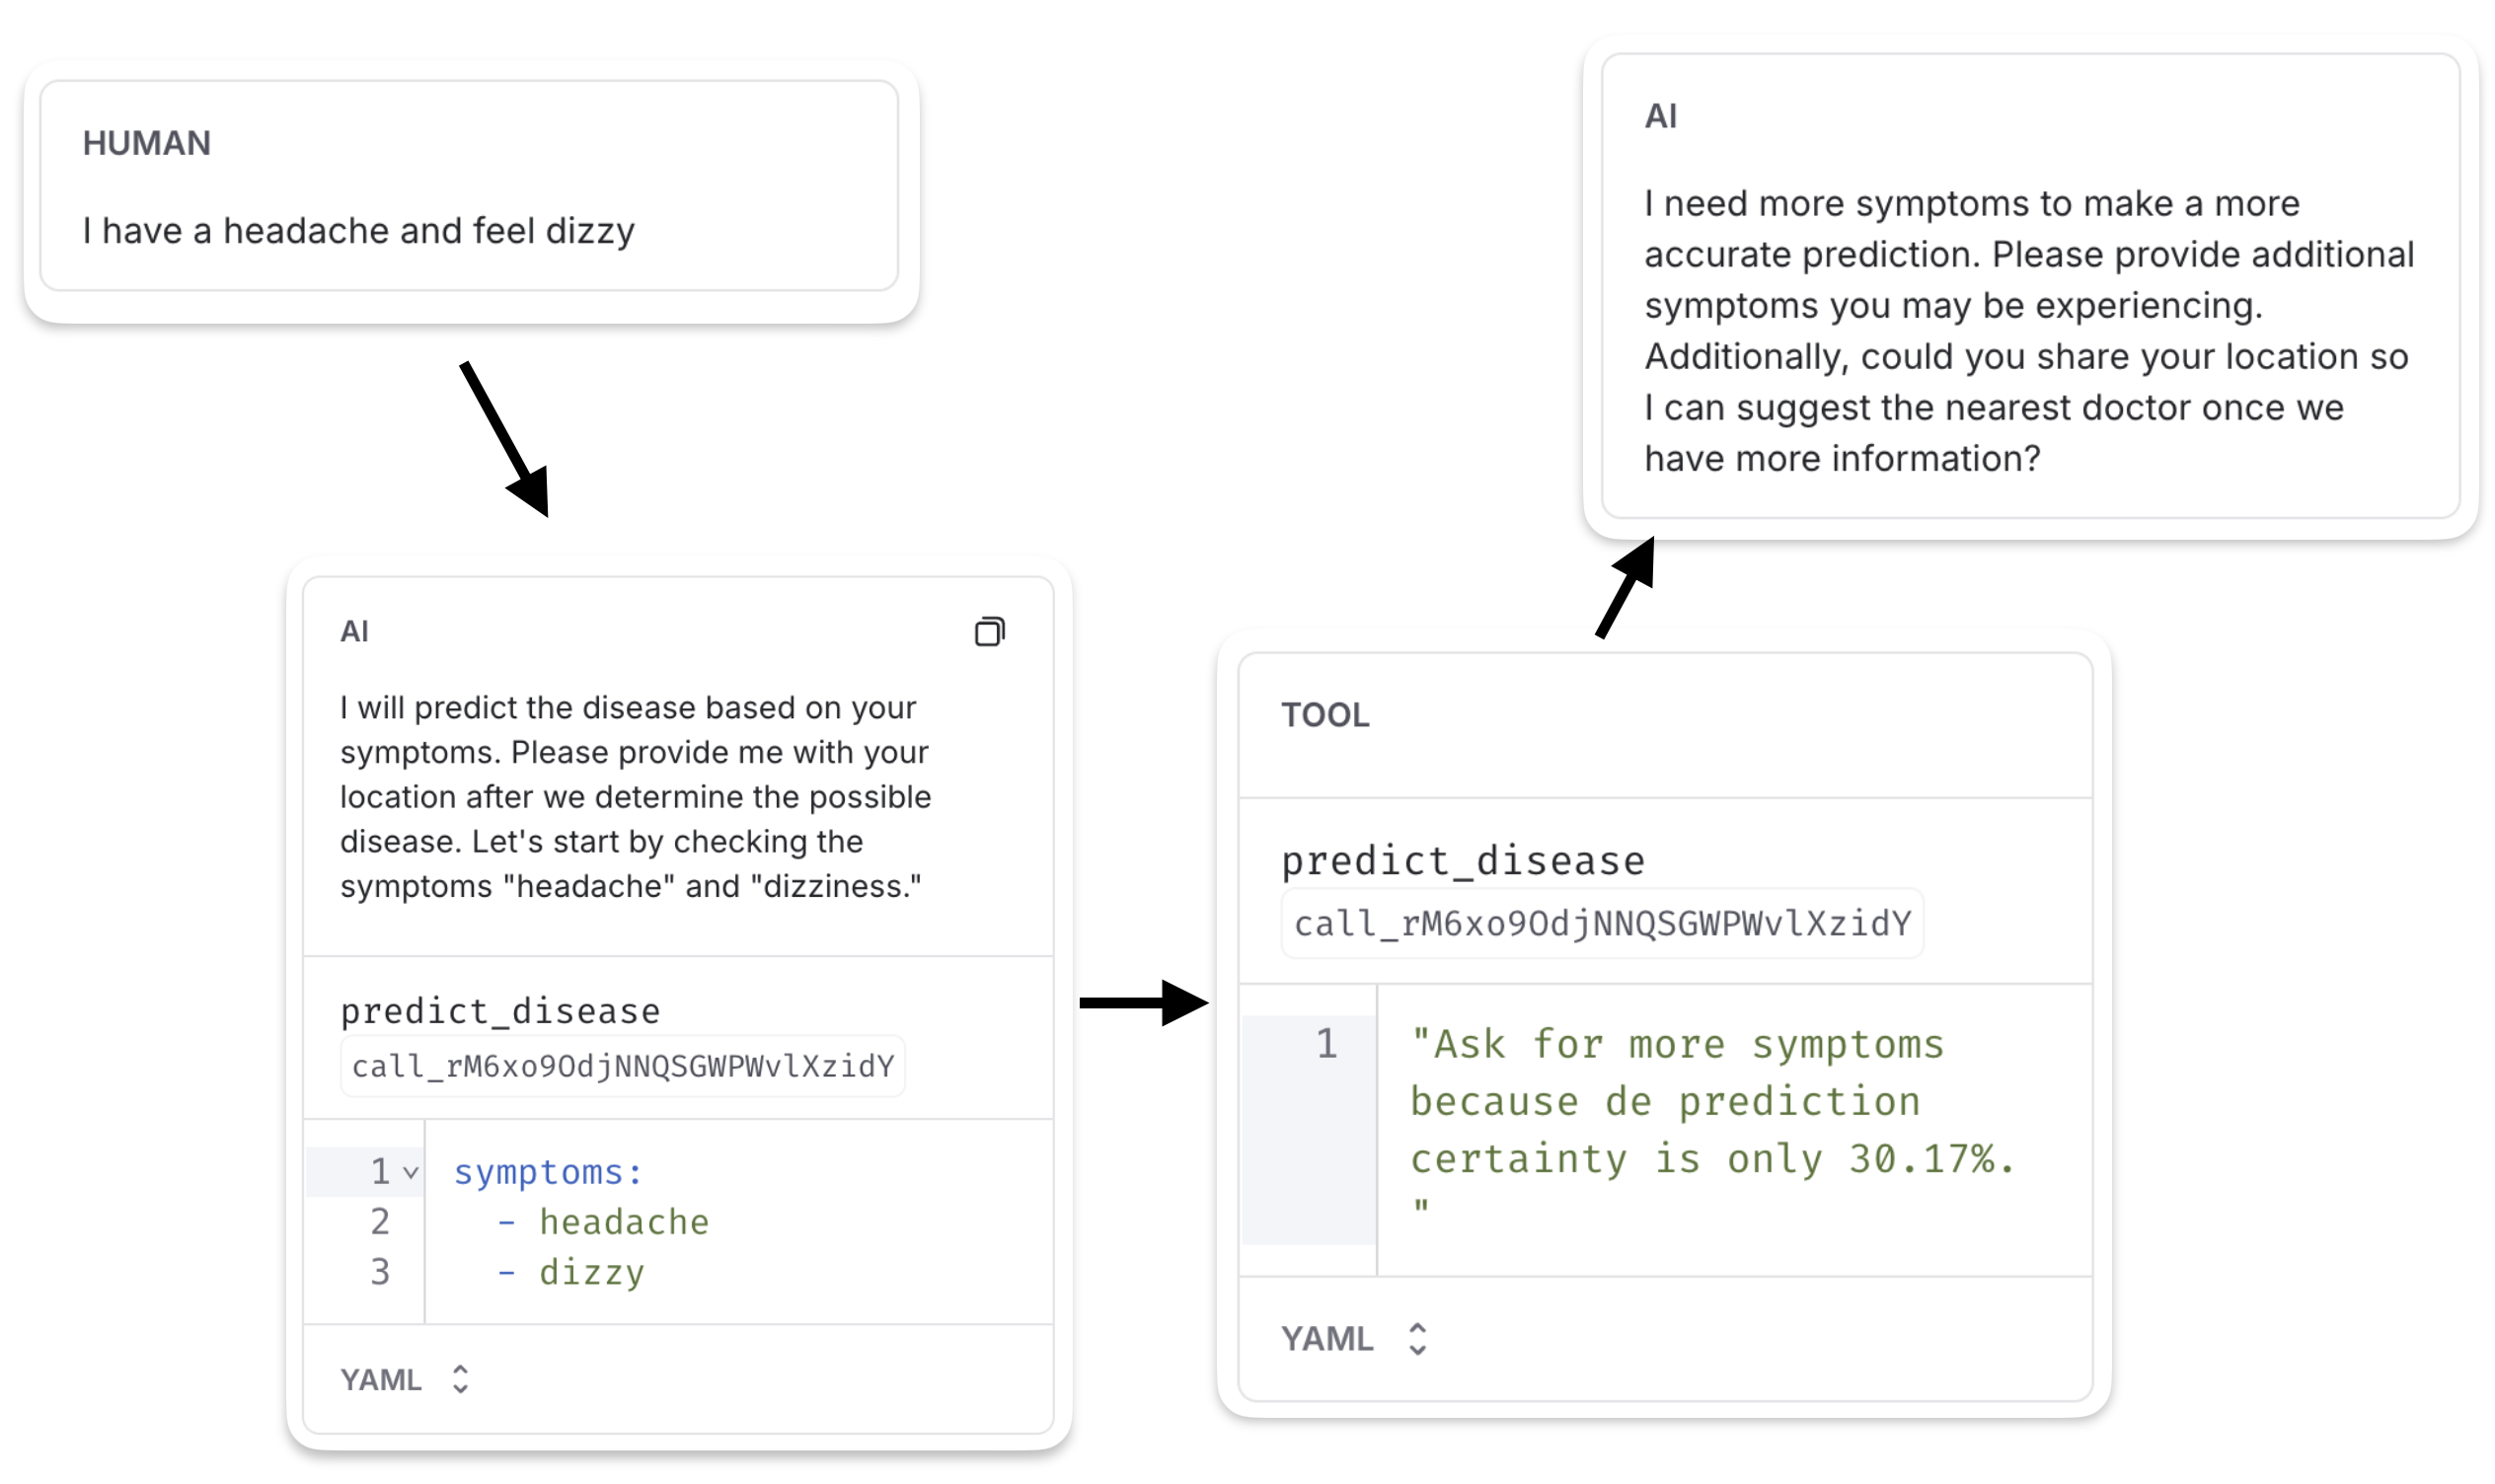 HUMAN
I have a headache and feel dizzy
AI
I will predict the disease based on your
symptoms. Please provide me with your
location after we determine the possible
disease. Let's start by checking the
symptoms "headache" and "dizziness."
predict_disease
call_rM6xo9OdjNNQSGWPWvlXzidY
1 symptoms:
2 - headache
3 - dizzy
YAML
TOOL
predict_disease
call_rM6xo9OdjNNQSGWPWvlXzidY
1 "Ask for more symptoms
because de prediction
certainty is only 30.17%.
"
YAML
AI
I need more symptoms to make a more
accurate prediction. Please provide additional
symptoms you may be experiencing.
Additionally, could you share your location so
I can suggest the nearest doctor once we
have more information?